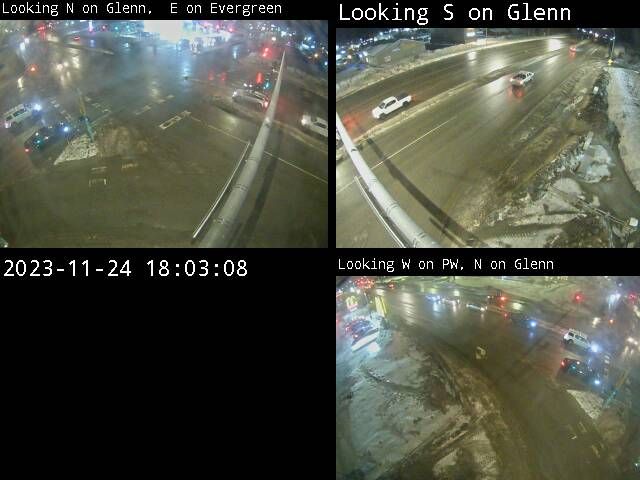 Looking N on Glenn,  E on Evergreen
Looking S on Glenn
2023-11-24 18:03:08
Looking W on PW, N on Glenn